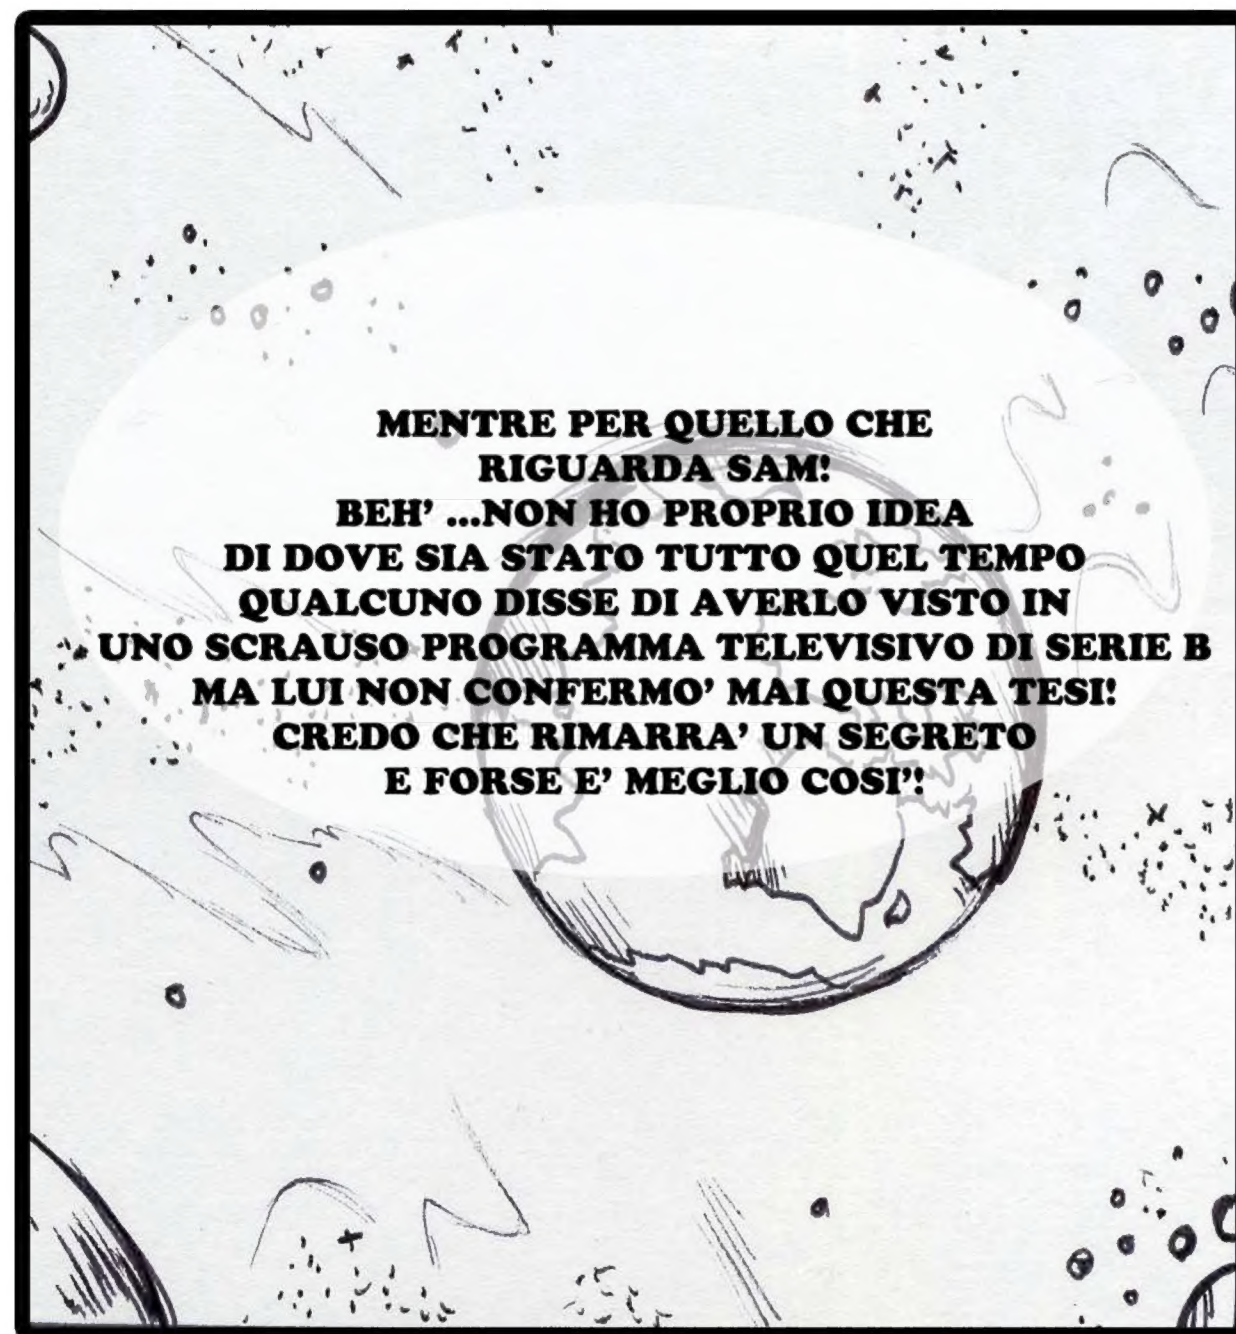 MENTRE PER QUELLO CHE
RIGUARDA SAM!
BEH' ...NON HO PROPRIO IDEA
DI DOVE SIA STATO TUTTO QUEL TEMPO
QUALCUNO DISSE DI AVERLO VISTO IN
UNO SCRAUSO PROGRAMMA TELEVISIVO DI SERIE B
MA LUI NON CONFERMO' MAI QUESTA TESI!
CREDO CHE RIMARRA' UN SEGRETO
E FORSE E' MEGLIO COSI'!